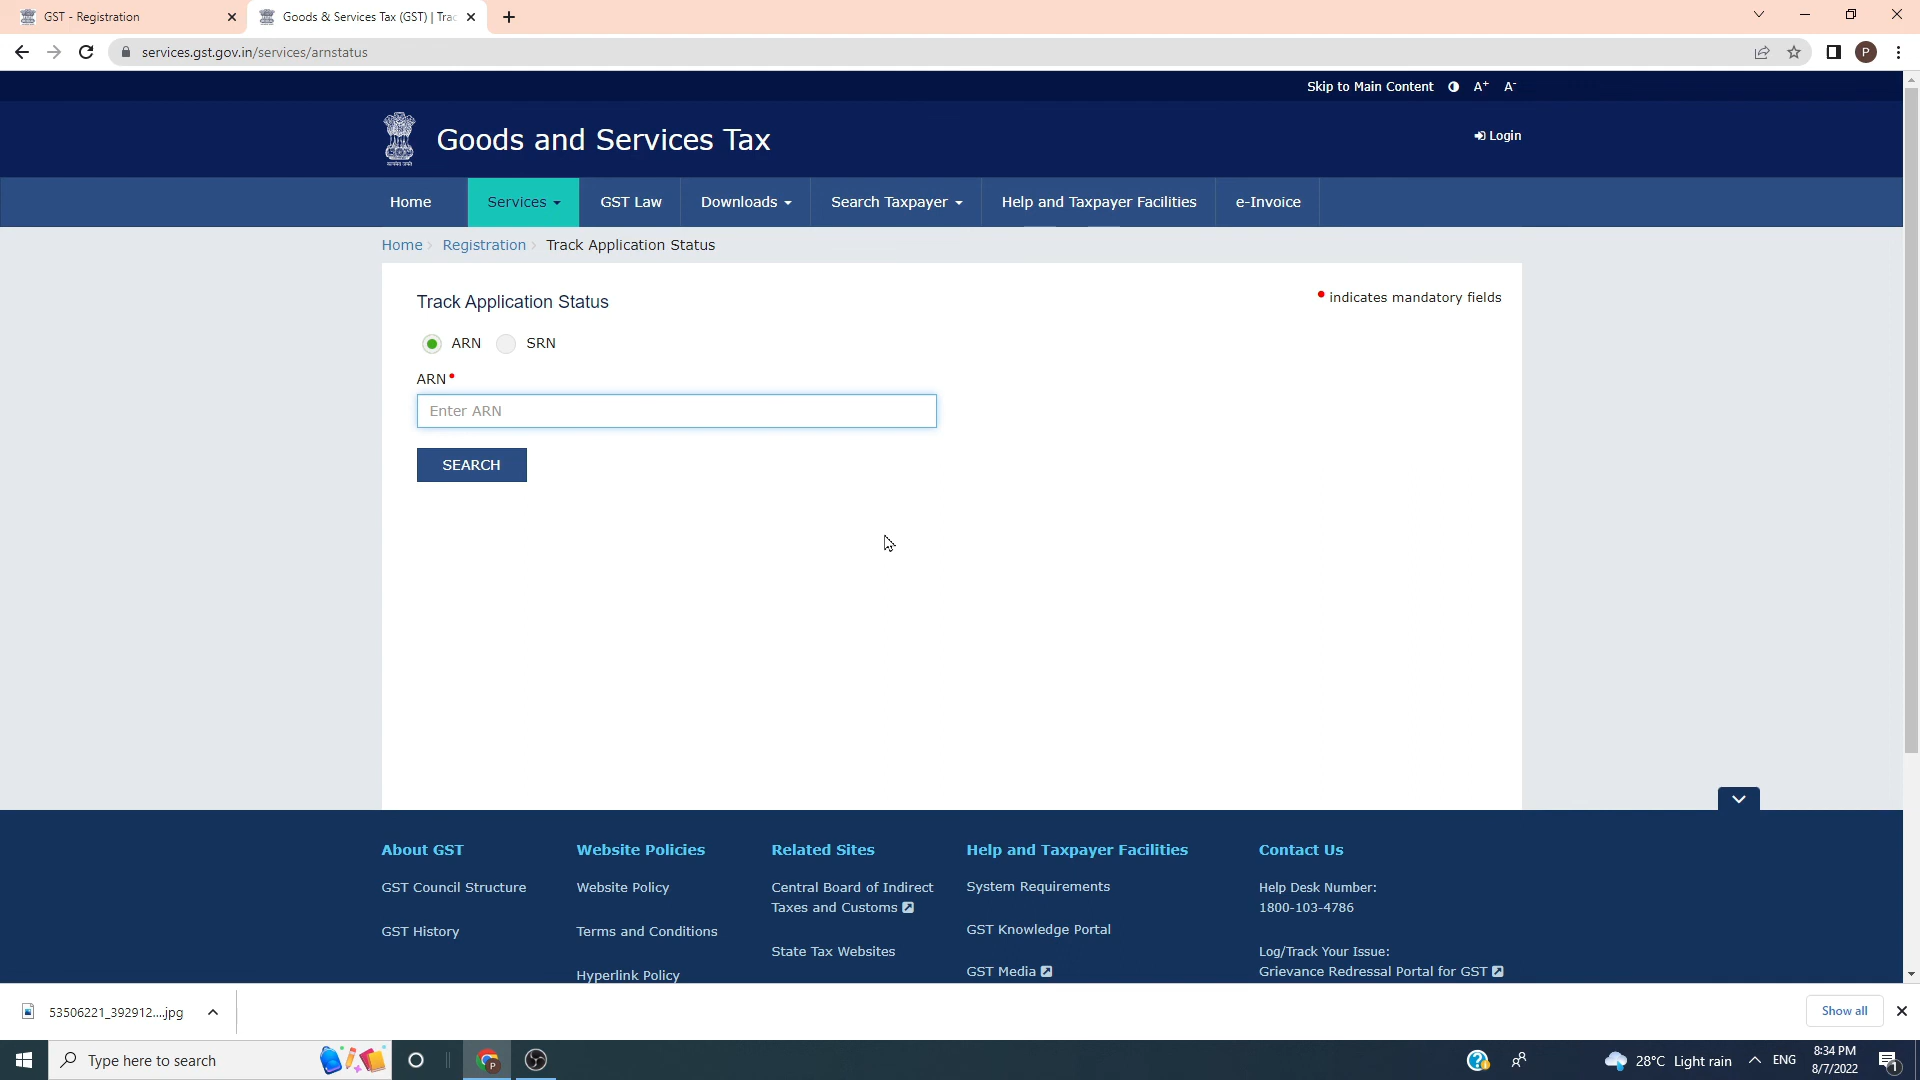 GST - Registration
Goods & Services Tax (GST) | Trac
services.gst.gov.in/services/arnstatus
P
Skip to Main Content A+ A-
सत्यमेव जयते
Goods and Services Tax
Login
Home
Services
GST Law
Downloads
Search Taxpayer
Help and Taxpayer Facilities
e-Invoice
Home
Registration
Track Application Status
Track Application Status
• indicates mandatory fields
ARN
SRN
ARN•
Enter ARN
SEARCH
About GST
GST Council Structure
GST History
Website Policies
Website Policy
Terms and Conditions
Hyperlink Policy
Related Sites
Central Board of Indirect
Taxes and Customs
State Tax Websites
Help and Taxpayer Facilities
System Requirements
GST Knowledge Portal
GST Media
Contact Us
Help Desk Number:
1800-103-4786
Log/Track Your Issue:
Grievance Redressal Portal for GST
53506221_392912....jpg
Show all
Type here to search
P
28°C Light rain
ENG
8:34 PM
8/7/2022
1